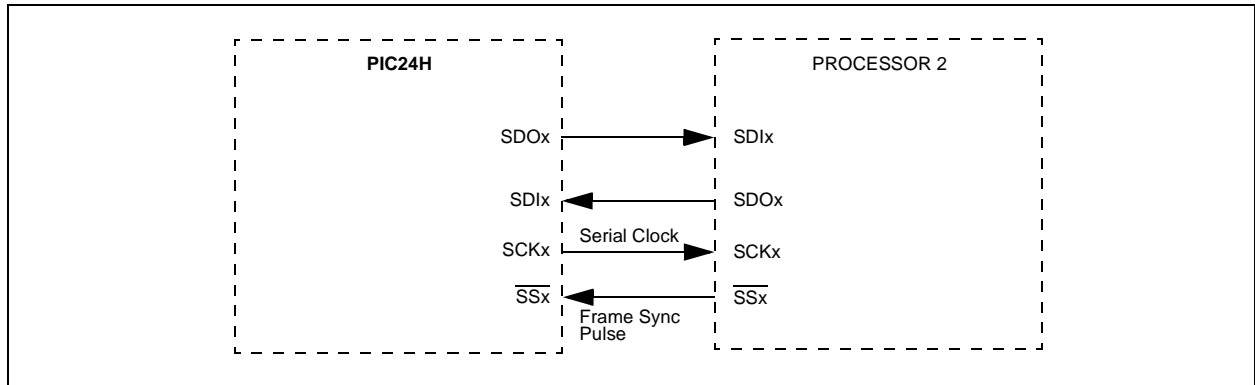 PIC24H
PROCESSOR 2
SDOx
SDIx
SDIx
SDOx
Serial Clock
SCKx
SCKx
SSx
SSx
Frame Sync
Pulse